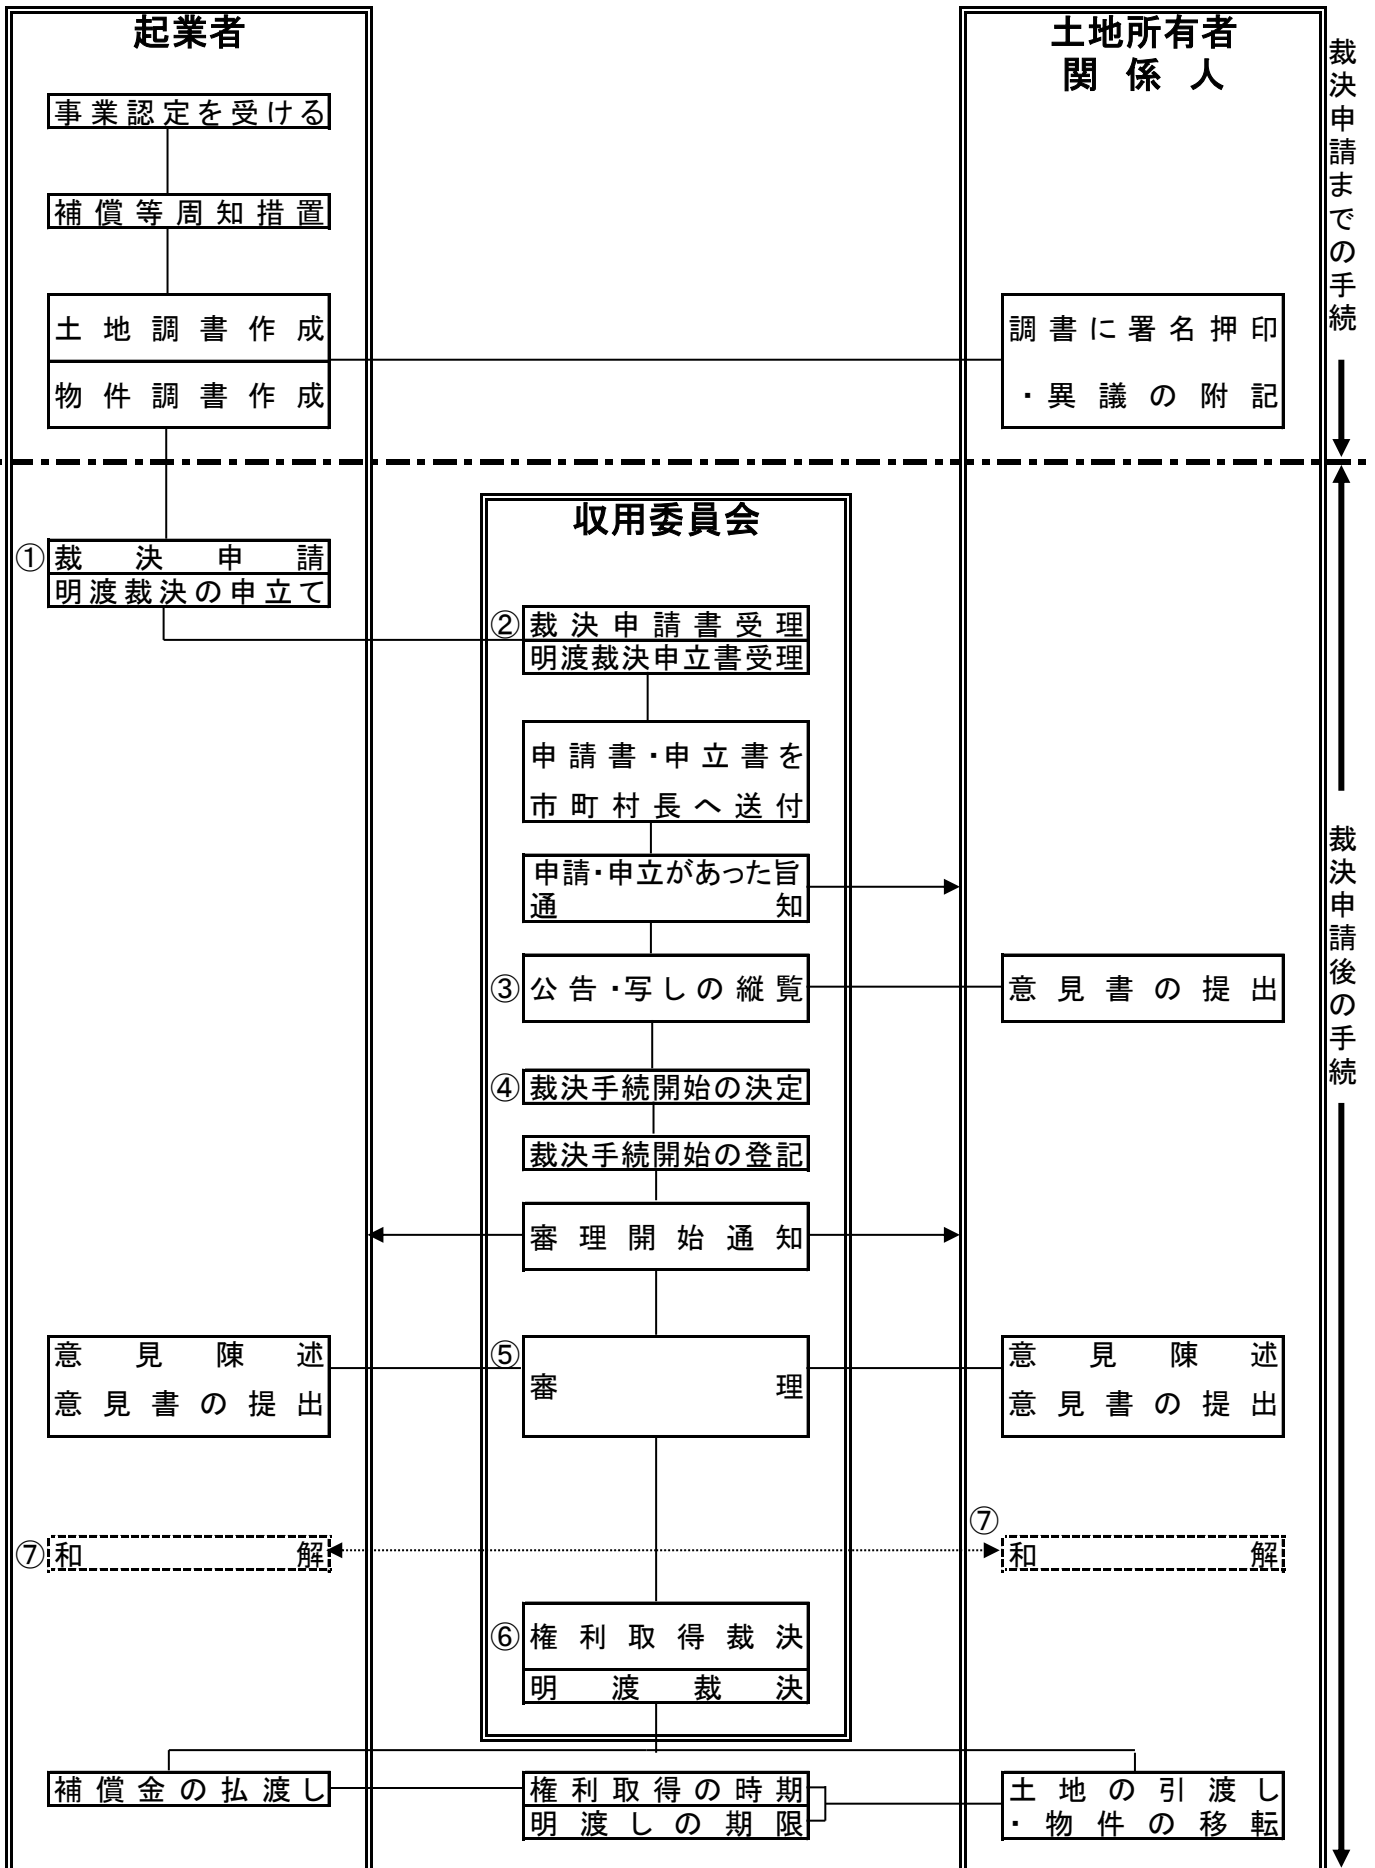 起業者
土地所有者
関係人
裁決申請までの手続
事業認定を受ける
補償等周知措置
土地調書作成
物件調書作成
調書に署名押印
・異議の附記
収用委員会
①裁決申請
明渡裁決の申立て
②裁決申請書受理
明渡裁決申立書受理
申請書・申立書を
市町村長へ送付
申請・申立があった旨
通知
裁決申請後の手続
③公告・写しの縦覧
意見書の提出
④裁決手続開始の決定
裁決手続開始の登記
審理開始通知
意見陳述
意見書の提出
⑤
審理
意見陳述
意見書の提出
⑦和解
⑦
和解
⑥権利取得裁決
明渡裁決
補償金の払渡し
権利取得の時期
明渡しの期限
土地の引渡し
・物件の移転